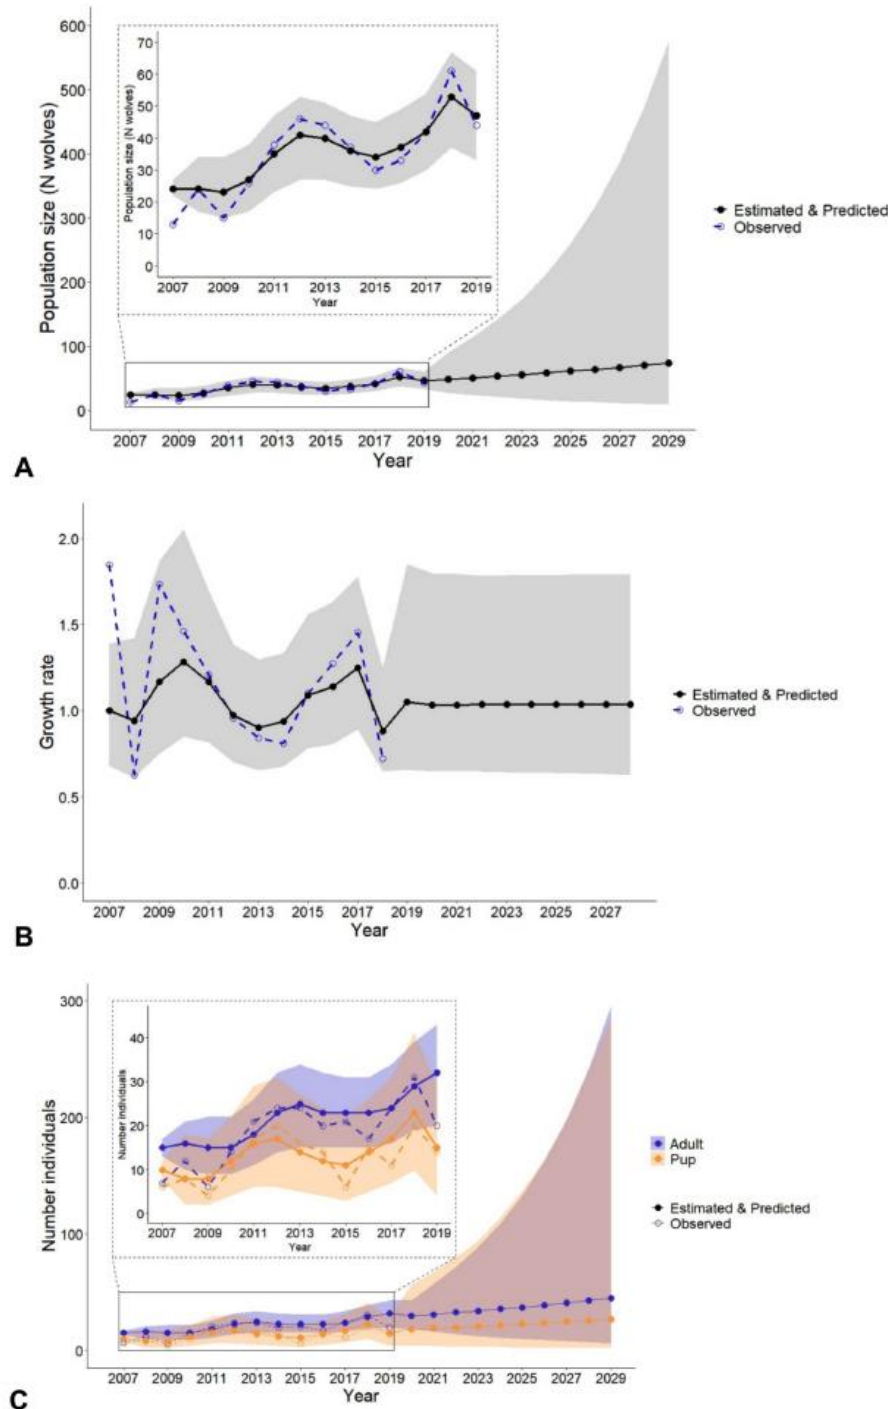 600
500
400
300
200
100
0
Population size (N wolves)
70
60
50
40
30
20
10
0
Population size (N wolves)
2007 2009 2011 2013 2015 2017 2019
Year
Estimated & Predicted
Observed
2007 2009 2011 2013 2015 2017 2019 2021 2023 2025 2027 2029
Year
A
2.0
1.5
1.0
0.5
0.0
Growth rate
Estimated & Predicted
Observed
2007 2009 2011 2013 2015 2017 2019 2021 2023 2025 2027
Year
B
300
200
100
0
Number individuals
40
30
20
10
0
Number individuals
2007 2009 2011 2013 2015 2017 2019
Year
Adult
Pup
Estimated & Predicted
Observed
2007 2009 2011 2013 2015 2017 2019 2021 2023 2025 2027 2029
Year
C